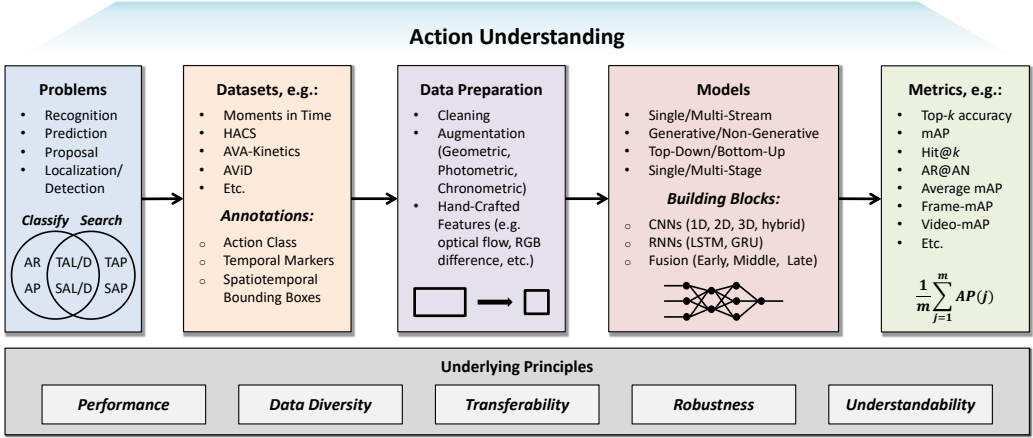 Action Understanding
Problems
• Recognition
• Prediction
• Proposal
• Localization/
Detection
Classify Search
AR TAL/D TAP
AP SAL/D SAP
Datasets, e.g.:
• Moments in Time
• HACS
• AVA-Kinetics
• AViD
• Etc.
Annotations:
○ Action Class
○ Temporal Markers
○ Spatiotemporal
Bounding Boxes
Data Preparation
• Cleaning
• Augmentation
(Geometric,
Photometric,
Chronometric)
• Hand-Crafted
Features (e.g.
optical flow, RGB
difference, etc.)
Models
• Single/Multi-Stream
• Generative/Non-Generative
• Top-Down/Bottom-Up
• Single/Multi-Stage
Building Blocks:
○ CNNs (1D, 2D, 3D, hybrid)
○ RNNs (LSTM, GRU)
○ Fusion (Early, Middle, Late)
Metrics, e.g.:
• Top-k accuracy
• mAP
• Hit@k
• AR@AN
• Average mAP
• Frame-mAP
• Video-mAP
• Etc.
m
1/m ∑ AP(j)
j=1
Underlying Principles
Performance Data Diversity Transferability Robustness Understandability